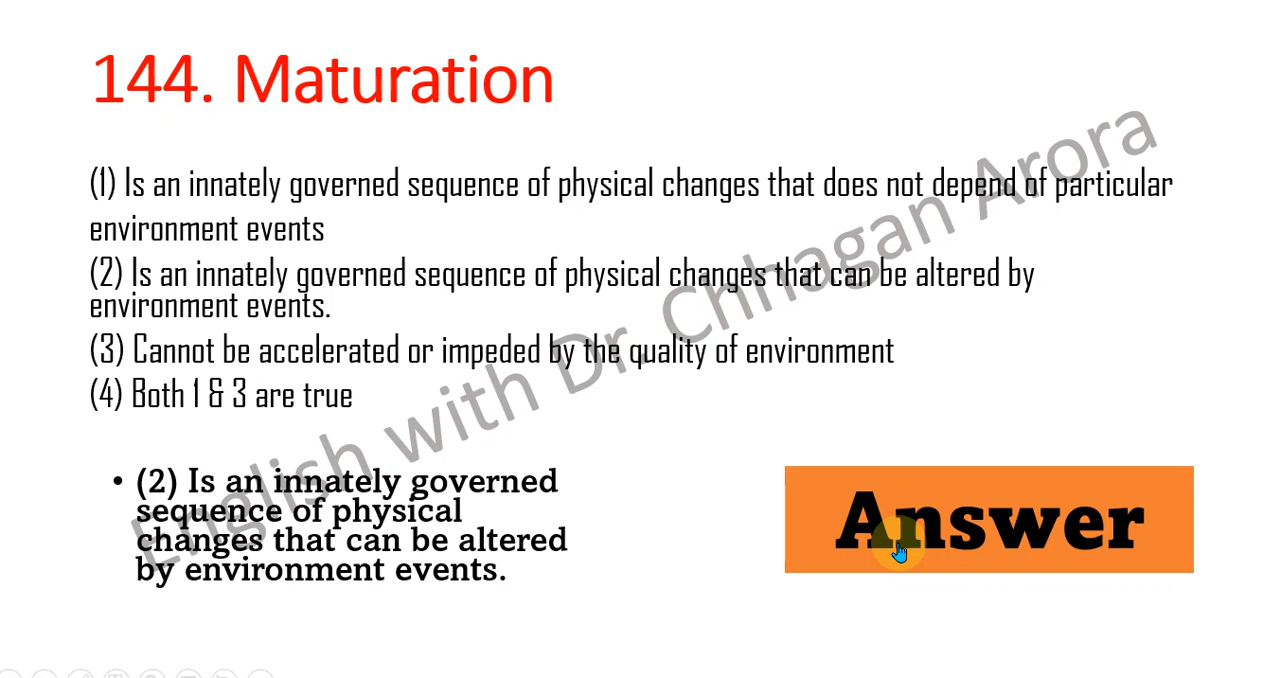 144. Maturation
(1) Is an innately governed sequence of physical changes that does not depend of particular
environment events
(2) Is an innately governed sequence of physical changes that can be altered by
environment events.
(3) Cannot be accelerated or impeded by the quality of environment
(4) Both 1 & 3 are true
English with Dr. Chhagan Arora
• (2) Is an innately governed
sequence of physical
changes that can be altered
by environment events.
Answer